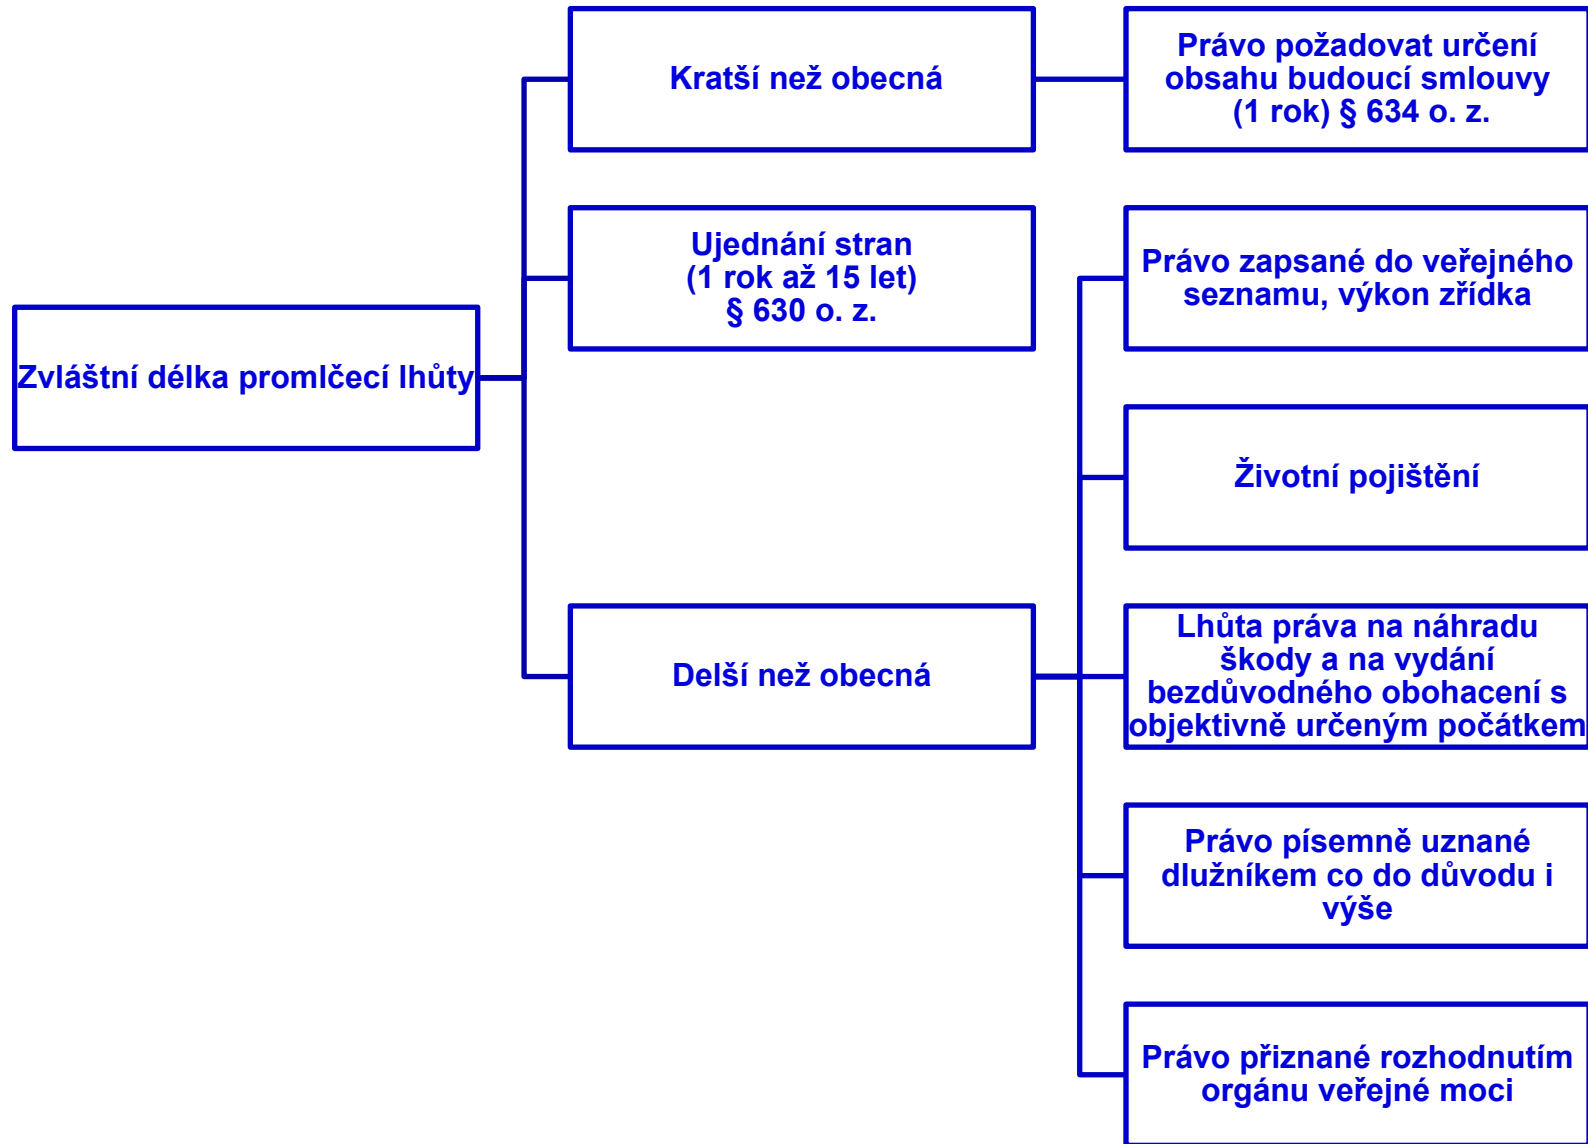 Zvláštní délka promlčecí lhůty
Kratší než obecná
Právo požadovat určení
obsahu budoucí smlouvy
(1 rok) § 634 o. z.
Ujednání stran
(1 rok až 15 let)
§ 630 o. z.
Delší než obecná
Právo zapsané do veřejného
seznamu, výkon zřídka
Životní pojištění
Lhůta práva na náhradu
škody a na vydání
bezdůvodného obohacení s
objektivně určeným počátkem
Právo písemně uznané
dlužníkem co do důvodu i
výše
Právo přiznané rozhodnutím
orgánu veřejné moci